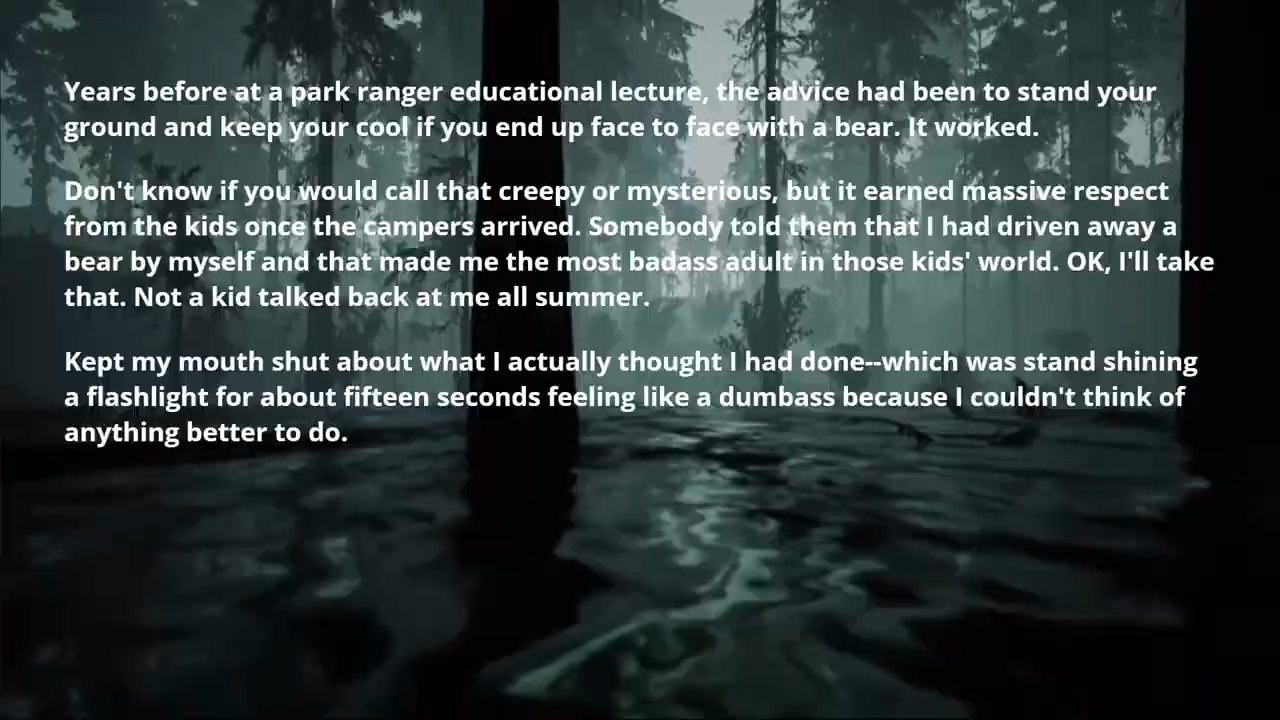 Years before at a park ranger educational lecture, the advice had been to stand your
ground and keep your cool if you end up face to face with a bear. It worked.
Don't know if you would call that creepy or mysterious, but it earned massive respect
from the kids once the campers arrived. Somebody told them that I had driven away a
bear by myself and that made me the most badass adult in those kids' world. OK, I'll take
that. Not a kid talked back at me all summer.
Kept my mouth shut about what I actually thought I had done--which was stand shining
a flashlight for about fifteen seconds feeling like a dumbass because I couldn't think of
anything better to do.